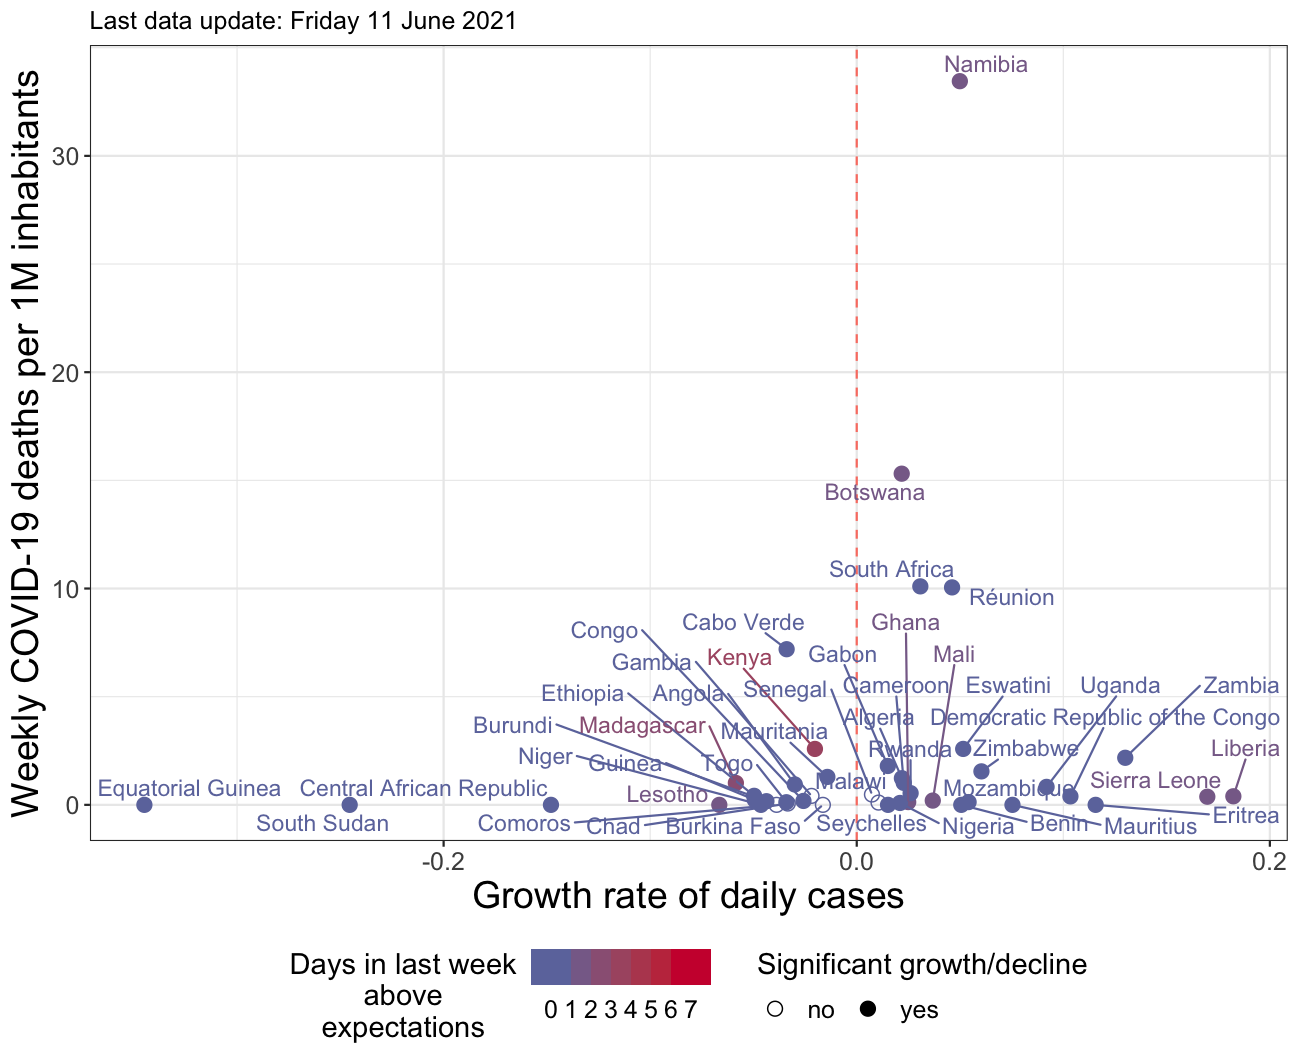 Last data update: Friday 11 June 2021
Weekly COVID-19 deaths per 1M inhabitants
30
20
10
0
Namibia
Botswana
South Africa
Réunion
Congo
Cabo Verde
Ghana
Gambia
Kenya
Gabon
Mali
Ethiopia
Angola
Senegal
Cameroon
Eswatini
Uganda
Zambia
Burundi
Madagascar
Mauritania
Algeria
Democratic Republic of the Congo
Niger
Guinea
Togo
Rwanda
Zimbabwe
Liberia
Equatorial Guinea
Central African Republic
Lesotho
Malawi
Mozambique
Sierra Leone
South Sudan
Comoros
Chad
Burkina Faso
Seychelles
Nigeria
Benin
Mauritius
Eritrea
-0.2
0.0
0.2
Growth rate of daily cases
Days in last week
above
expectations
0 1 2 3 4 5 6 7
Significant growth/decline
no
yes